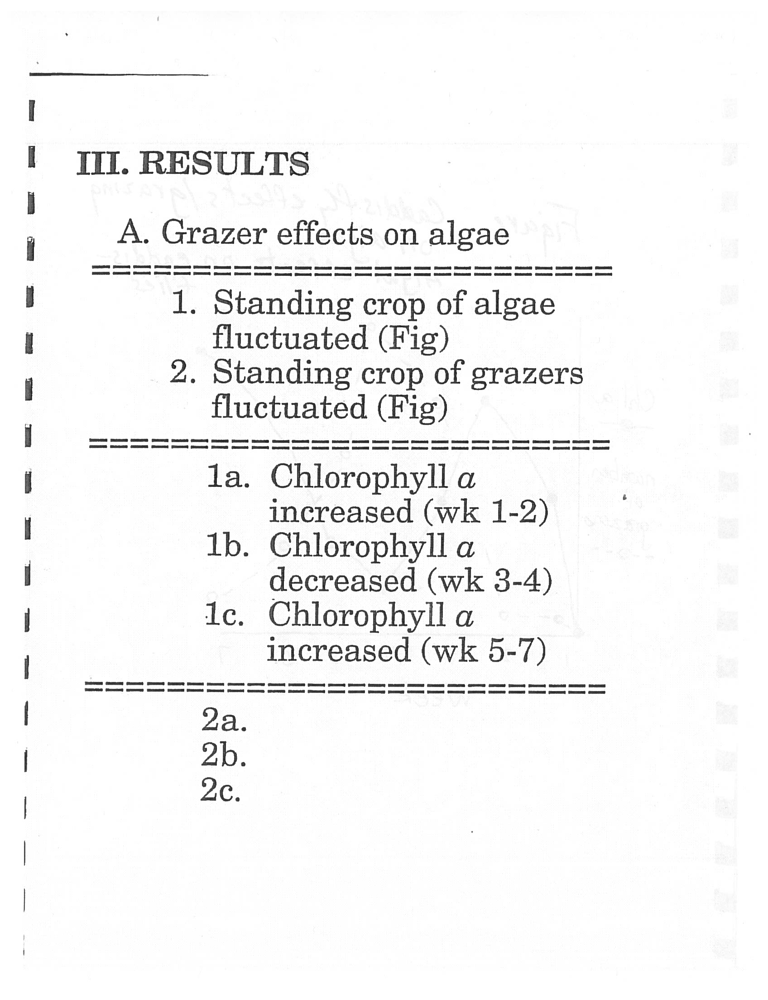 III. RESULTS
A. Grazer effects on algae
==========================
1. Standing crop of algae
fluctuated (Fig)
2. Standing crop of grazers
fluctuated (Fig)
==========================
1a. Chlorophyll a
increased (wk 1-2)
1b. Chlorophyll a
decreased (wk 3-4)
1c. Chlorophyll a
increased (wk 5-7)
==========================
2a.
2b.
2c.